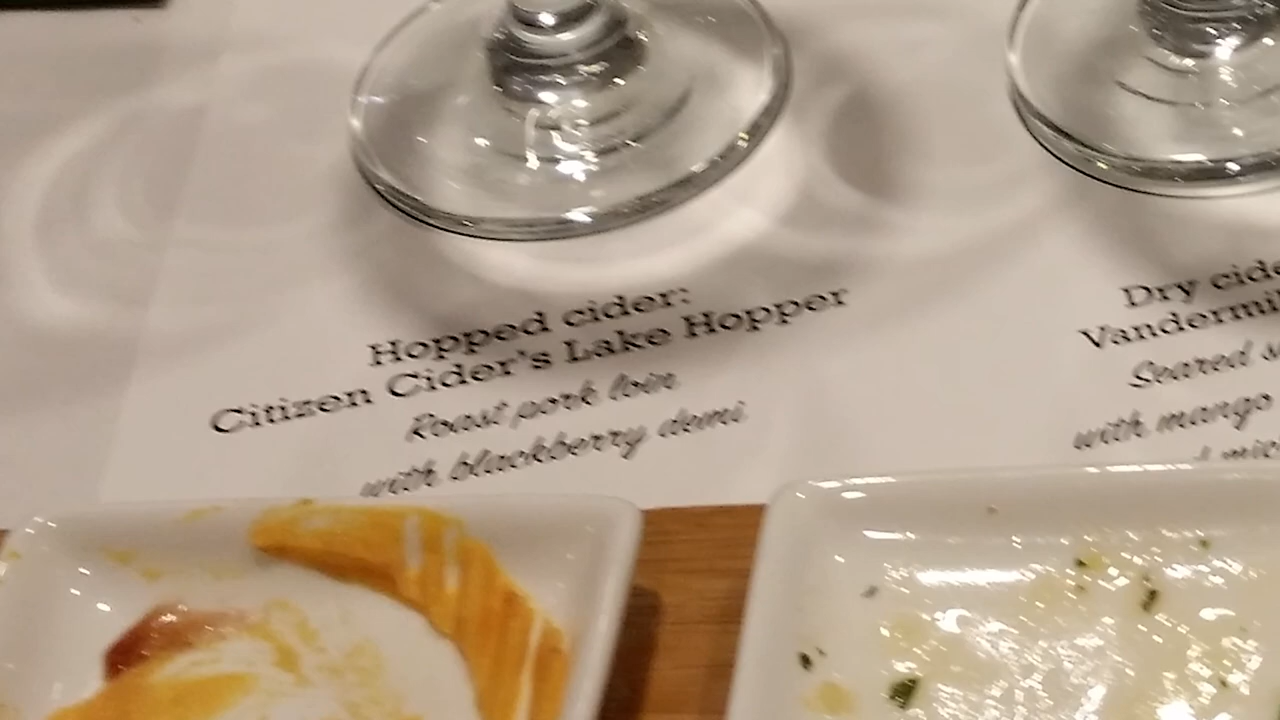 Hopped cider:
Citizen Cider's Lake Hopper
Roast pork loin
with blackberry demi
Dry cide
Vandermi
Seared s
with mango